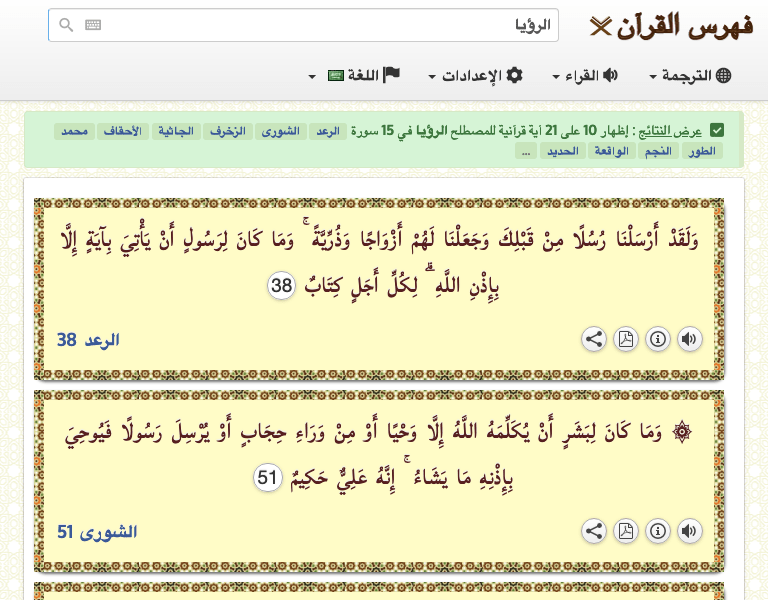 فهرس القرآن
الرؤيا
الترجمة القراء الإعدادات اللغة
عرض النتائج : إظهار 10 على 21 آية قرآنية للمصطلح الرؤيا في 15 سورة الرعد الشورى الزخرف الجاثية الأحقاف محمد
الطور النجم الواقعة الحديد ...
وَلَقَدْ أَرْسَلْنَا رُسُلًا مِنْ قَبْلِكَ وَجَعَلْنَا لَهُمْ أَزْوَاجًا وَذُرِّيَّةً ۚ وَمَا كَانَ لِرَسُولٍ أَنْ يَأْتِيَ بِآيَةٍ إِلَّا
بِإِذْنِ اللَّهِ ۗ لِكُلِّ أَجَلٍ كِتَابٌ 38
الرعد 38
۞ وَمَا كَانَ لِبَشَرٍ أَنْ يُكَلِّمَهُ اللَّهُ إِلَّا وَحْيًا أَوْ مِنْ وَرَاءِ حِجَابٍ أَوْ يُرْسِلَ رَسُولًا فَيُوحِيَ
بِإِذْنِهِ مَا يَشَاءُ ۚ إِنَّهُ عَلِيٌّ حَكِيمٌ 51
الشورى 51